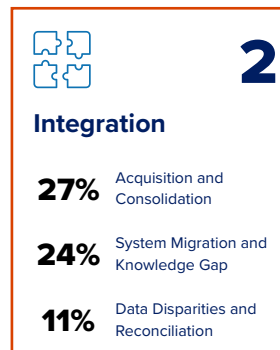 2
Integration
27% Acquisition and
Consolidation
24% System Migration and
Knowledge Gap
11% Data Disparities and
Reconciliation